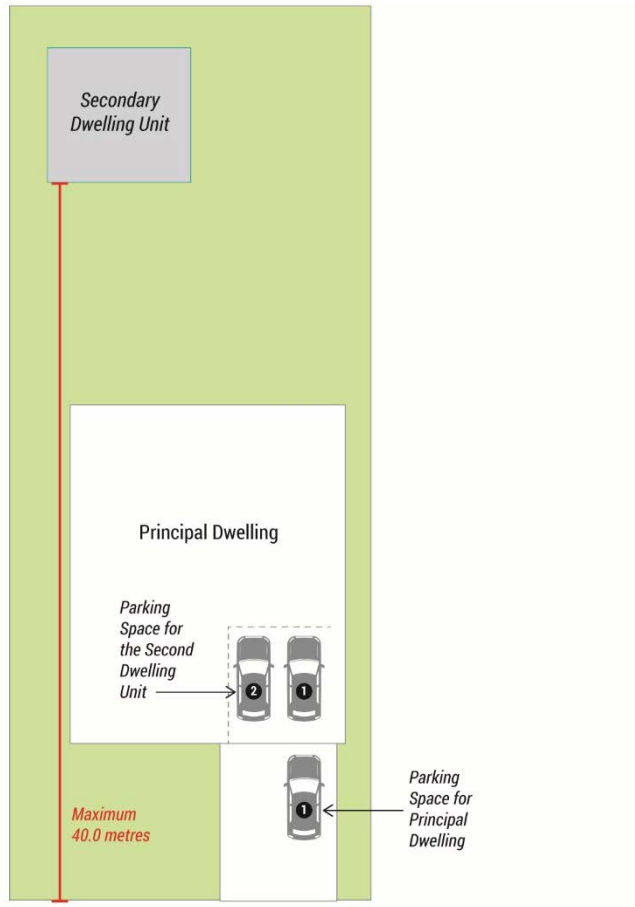 Secondary
Dwelling Unit
Principal Dwelling
Parking
Space for
the Second
Dwelling
Unit
2
1
1
Parking
Space for
Principal
Dwelling
Maximum
40.0 metres